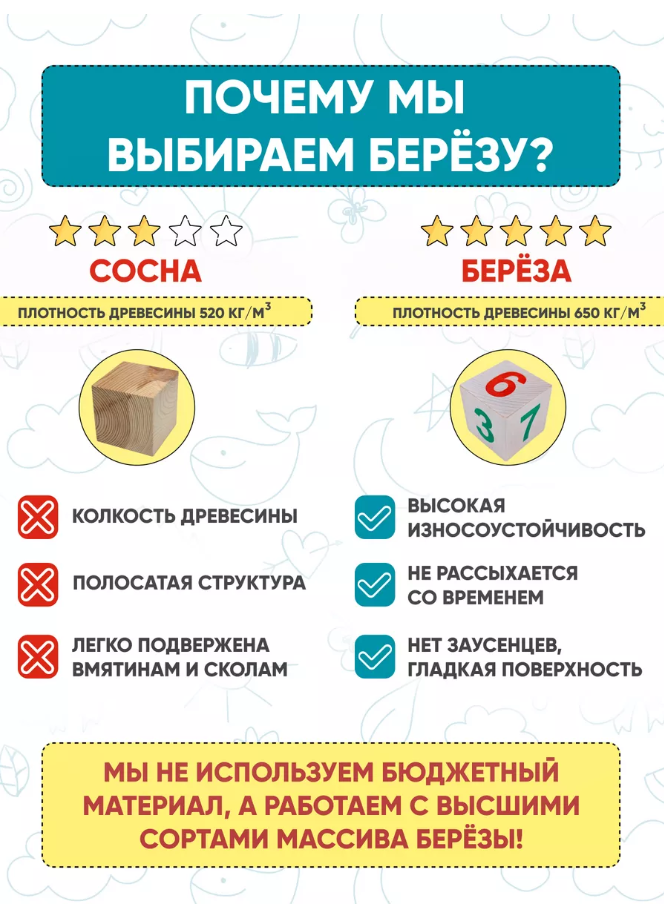 ПОЧЕМУ МЫ
ВЫБИРАЕМ БЕРЁЗУ?
СОСНА
ПЛОТНОСТЬ ДРЕВЕСИНЫ 520 КГ/М³
КОЛКОСТЬ ДРЕВЕСИНЫ
ПОЛОСАТАЯ СТРУКТУРА
ЛЕГКО ПОДВЕРЖЕНА
ВМЯТИНАМ И СКОЛАМ
БЕРЁЗА
ПЛОТНОСТЬ ДРЕВЕСИНЫ 650 КГ/М³
6
3 7
ВЫСОКАЯ
ИЗНОСОУСТОЙЧИВОСТЬ
НЕ РАССЫХАЕТСЯ
СО ВРЕМЕНЕМ
НЕТ ЗАУСЕНЦЕВ,
ГЛАДКАЯ ПОВЕРХНОСТЬ
МЫ НЕ ИСПОЛЬЗУЕМ БЮДЖЕТНЫЙ
МАТЕРИАЛ, А РАБОТАЕМ С ВЫСШИМИ
СОРТАМИ МАССИВА БЕРЁЗЫ!